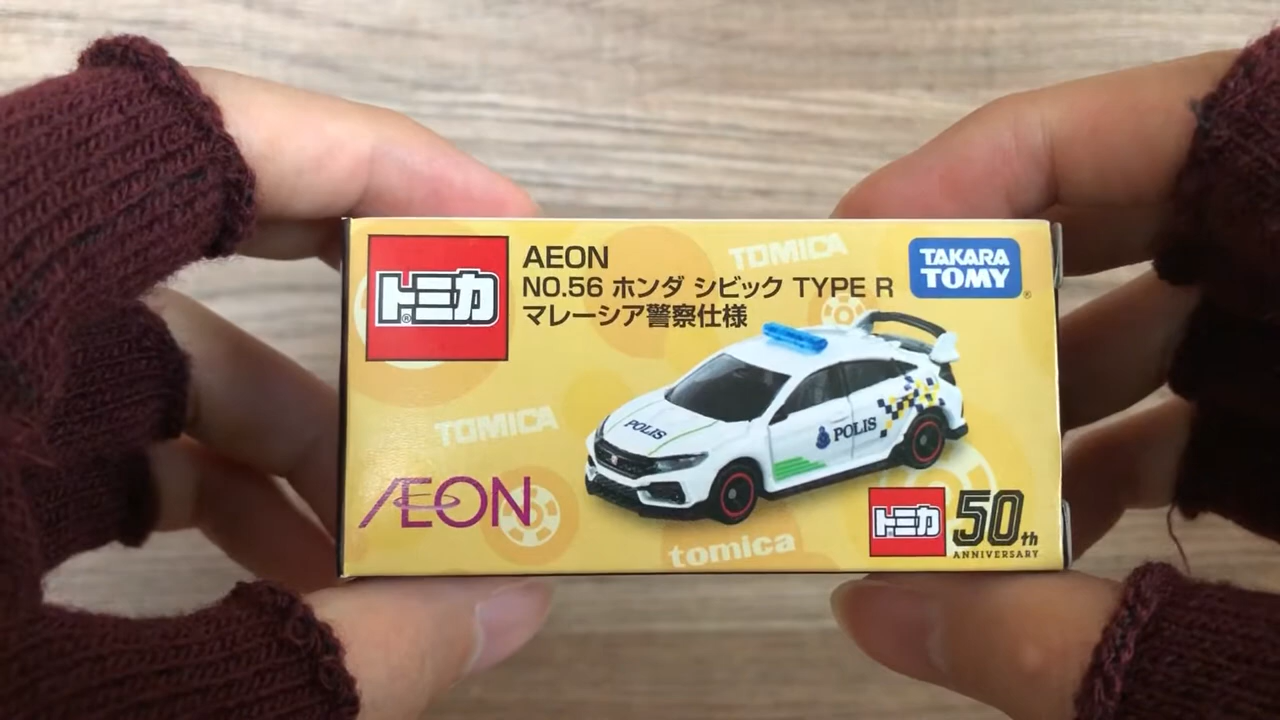 トミカ
AEON
NO.56 ホンダ シビック TYPE R
マレーシア警察仕様
TOMICA
TAKARA
TOMY
TOMICA
POLIS
POLIS
ÆON
tomica
トミカ
50th
ANNIVERSARY